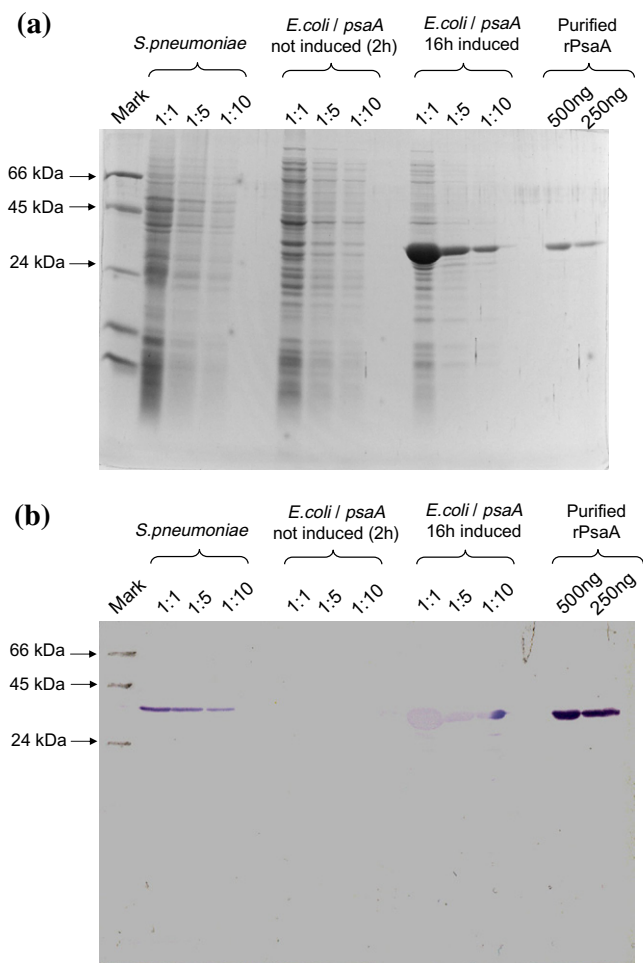 (a)
S.pneumoniae
E.coli / psaA
not induced (2h)
E.coli / psaA
16h induced
Purified
rPsaA
Mark
1:1
1:5
1:10
1:1
1:5
1:10
1:1
1:5
1:10
500ng
250ng
66 kDa
45 kDa
24 kDa
(b)
S.pneumoniae
E.coli / psaA
not induced (2h)
E.coli / psaA
16h induced
Purified
rPsaA
Mark
1:1
1:5
1:10
1:1
1:5
1:10
1:1
1:5
1:10
500ng
250ng
66 kDa
45 kDa
24 kDa